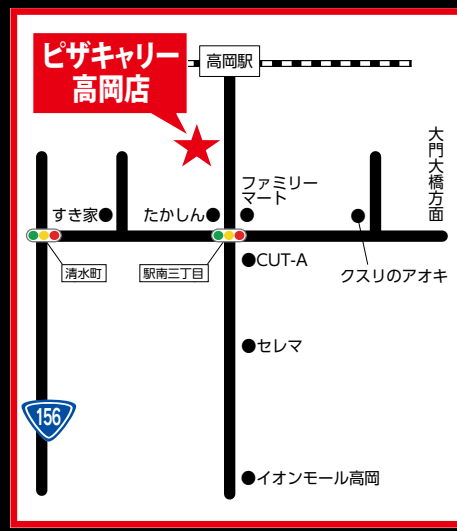 ピザキャリー
高岡店
高岡駅
大門大橋方面
ファミリー
マート
すき家
たかしん
清水町
駅南三丁目
CUT-A
クスリのアオキ
セレマ
156
イオンモール高岡